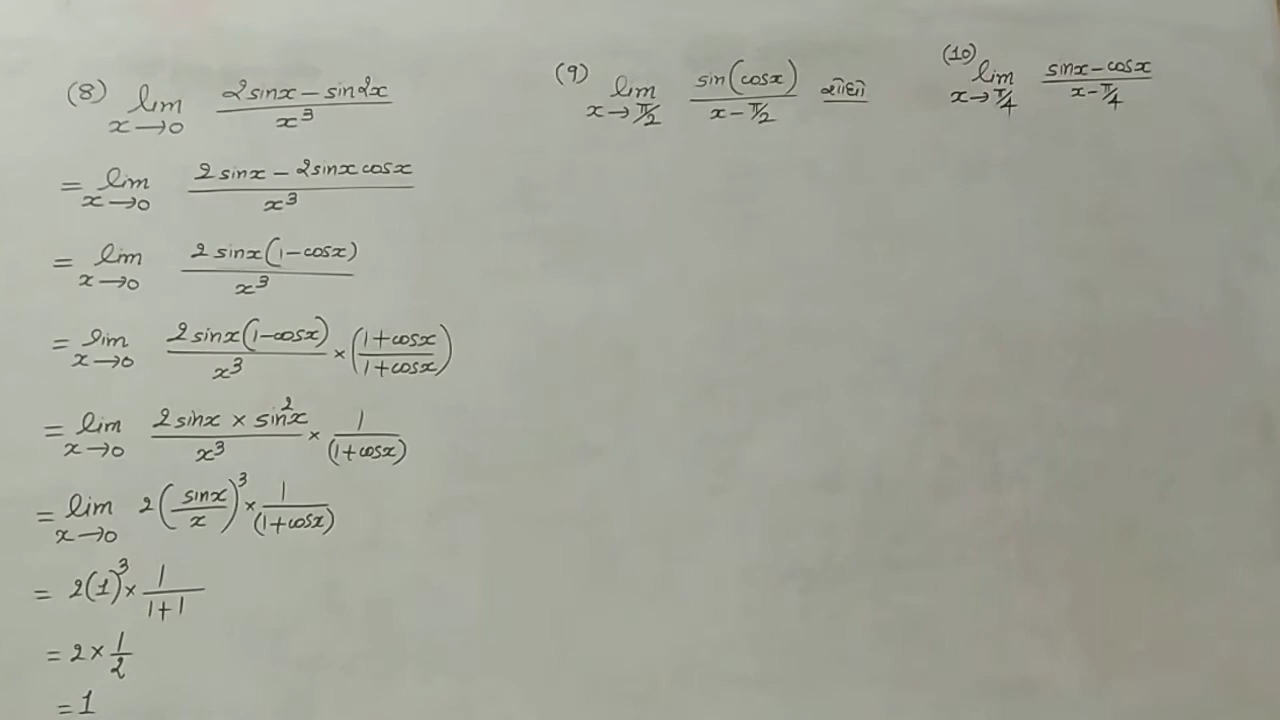 (8) lim x→0 2sinx − sin2x / x³
= lim x→0 2sinx − 2sinx cosx / x³
= lim x→0 2sinx(1−cosx) / x³
= lim x→0 2sinx(1−cosx) / x³ × (1+cosx / 1+cosx)
= lim x→0 2sinx × sin²x / x³ × 1 / (1+cosx)
= lim x→0 2(sinx / x)³ × 1 / (1+cosx)
= 2(1)³ × 1 / 1+1
= 2 × 1/2
= 1
(9) lim x→π/2 sin(cosx) / x−π/2 શોધો
(10) lim x→π/4 sinx − cosx / x−π/4